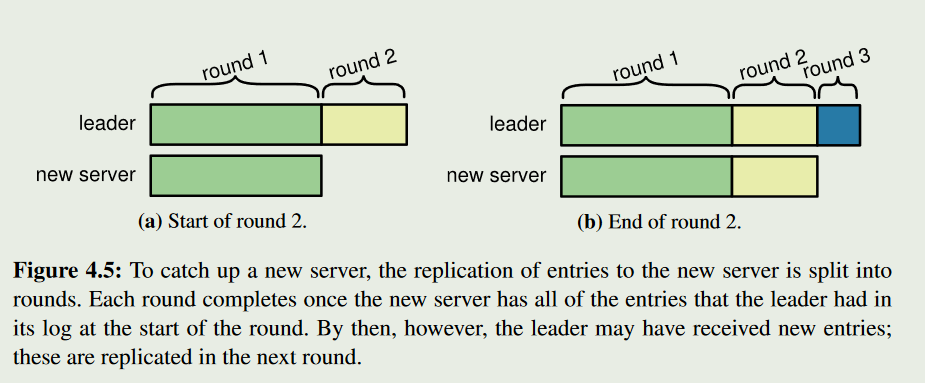 round 1
round 2
leader
new server
(a) Start of round 2.
round 1
round 2
round 3
leader
new server
(b) End of round 2.
Figure 4.5: To catch up a new server, the replication of entries to the new server is split into
rounds. Each round completes once the new server has all of the entries that the leader had in
its log at the start of the round. By then, however, the leader may have received new entries;
these are replicated in the next round.